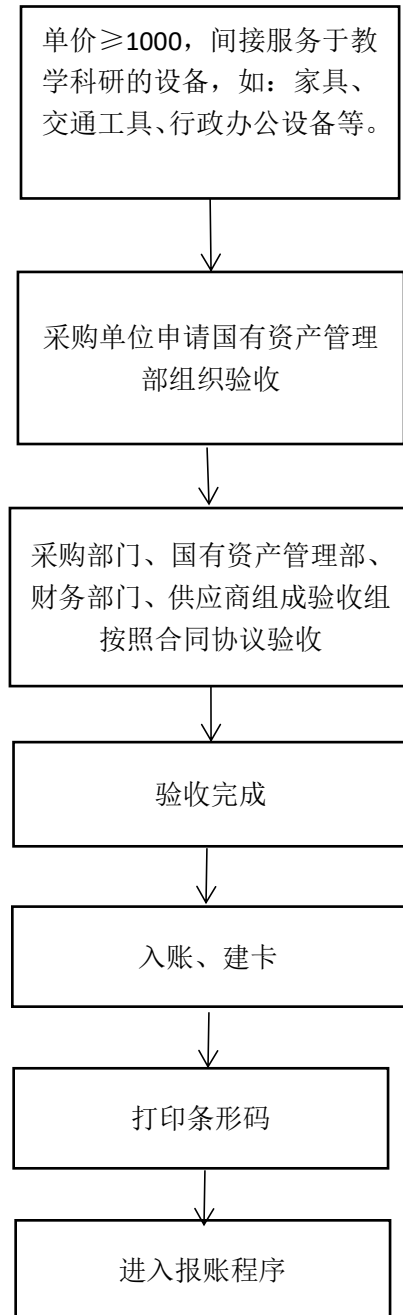 单价≥1000，间接服务于教
学科研的设备，如：家具、
交通工具、行政办公设备等。
采购单位申请国有资产管理
部组织验收
采购部门、国有资产管理部、
财务部门、供应商组成验收组
按照合同协议验收
验收完成
入账、建卡
打印条形码
进入报账程序